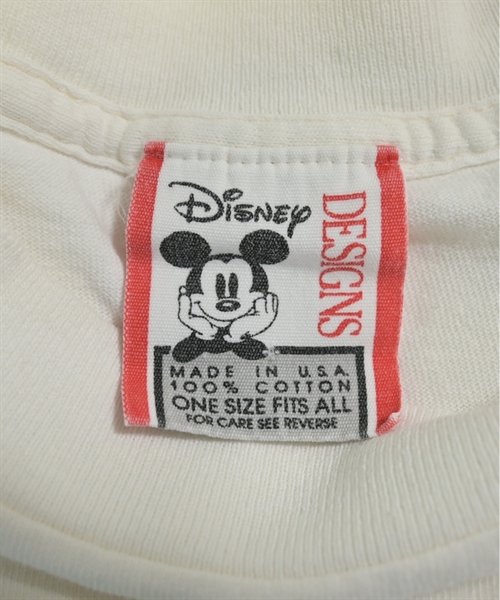 Disney
DESIGNS
MADE IN U.S.A.
100% COTTON
ONE SIZE FITS ALL
FOR CARE SEE REVERSE